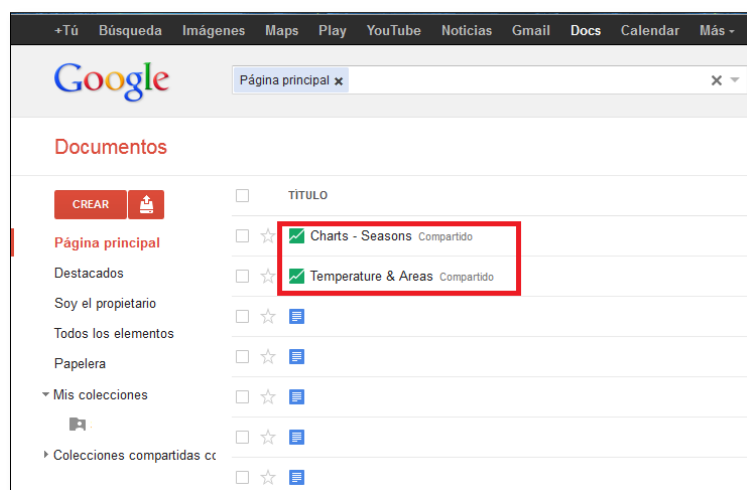 +Tú Búsqueda Imágenes Maps Play YouTube Noticias Gmail Docs Calendar Más
Google
Página principal x
Documentos
CREAR
TÍTULO
Página principal
Charts - Seasons Compartido
Destacados
Temperature & Areas Compartido
Soy el propietario
Todos los elementos
Papelera
Mis colecciones
Colecciones compartidas cc